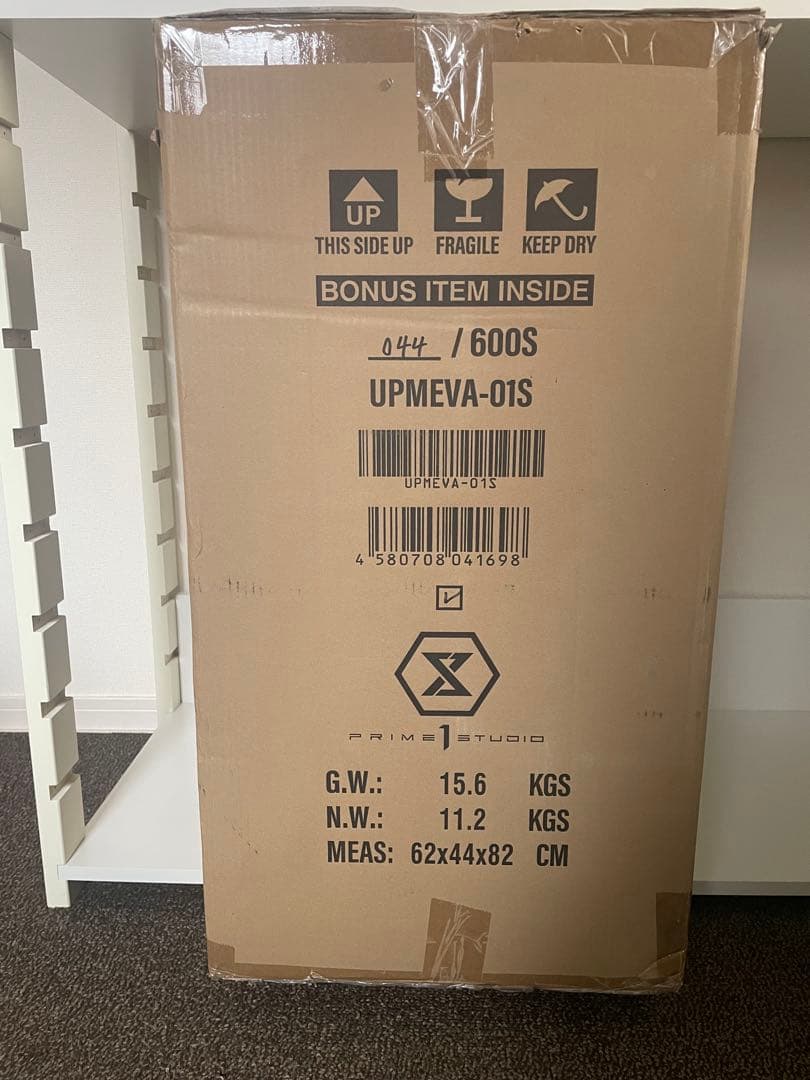 UP
THIS SIDE UP FRAGILE KEEP DRY
BONUS ITEM INSIDE
044 / 600S
UPMEVA-01S
UPMEVA-01S
4 580708 041698
PRIME 1 STUDIO
G.W.: 15.6 KGS
N.W.: 11.2 KGS
MEAS: 62x44x82 CM